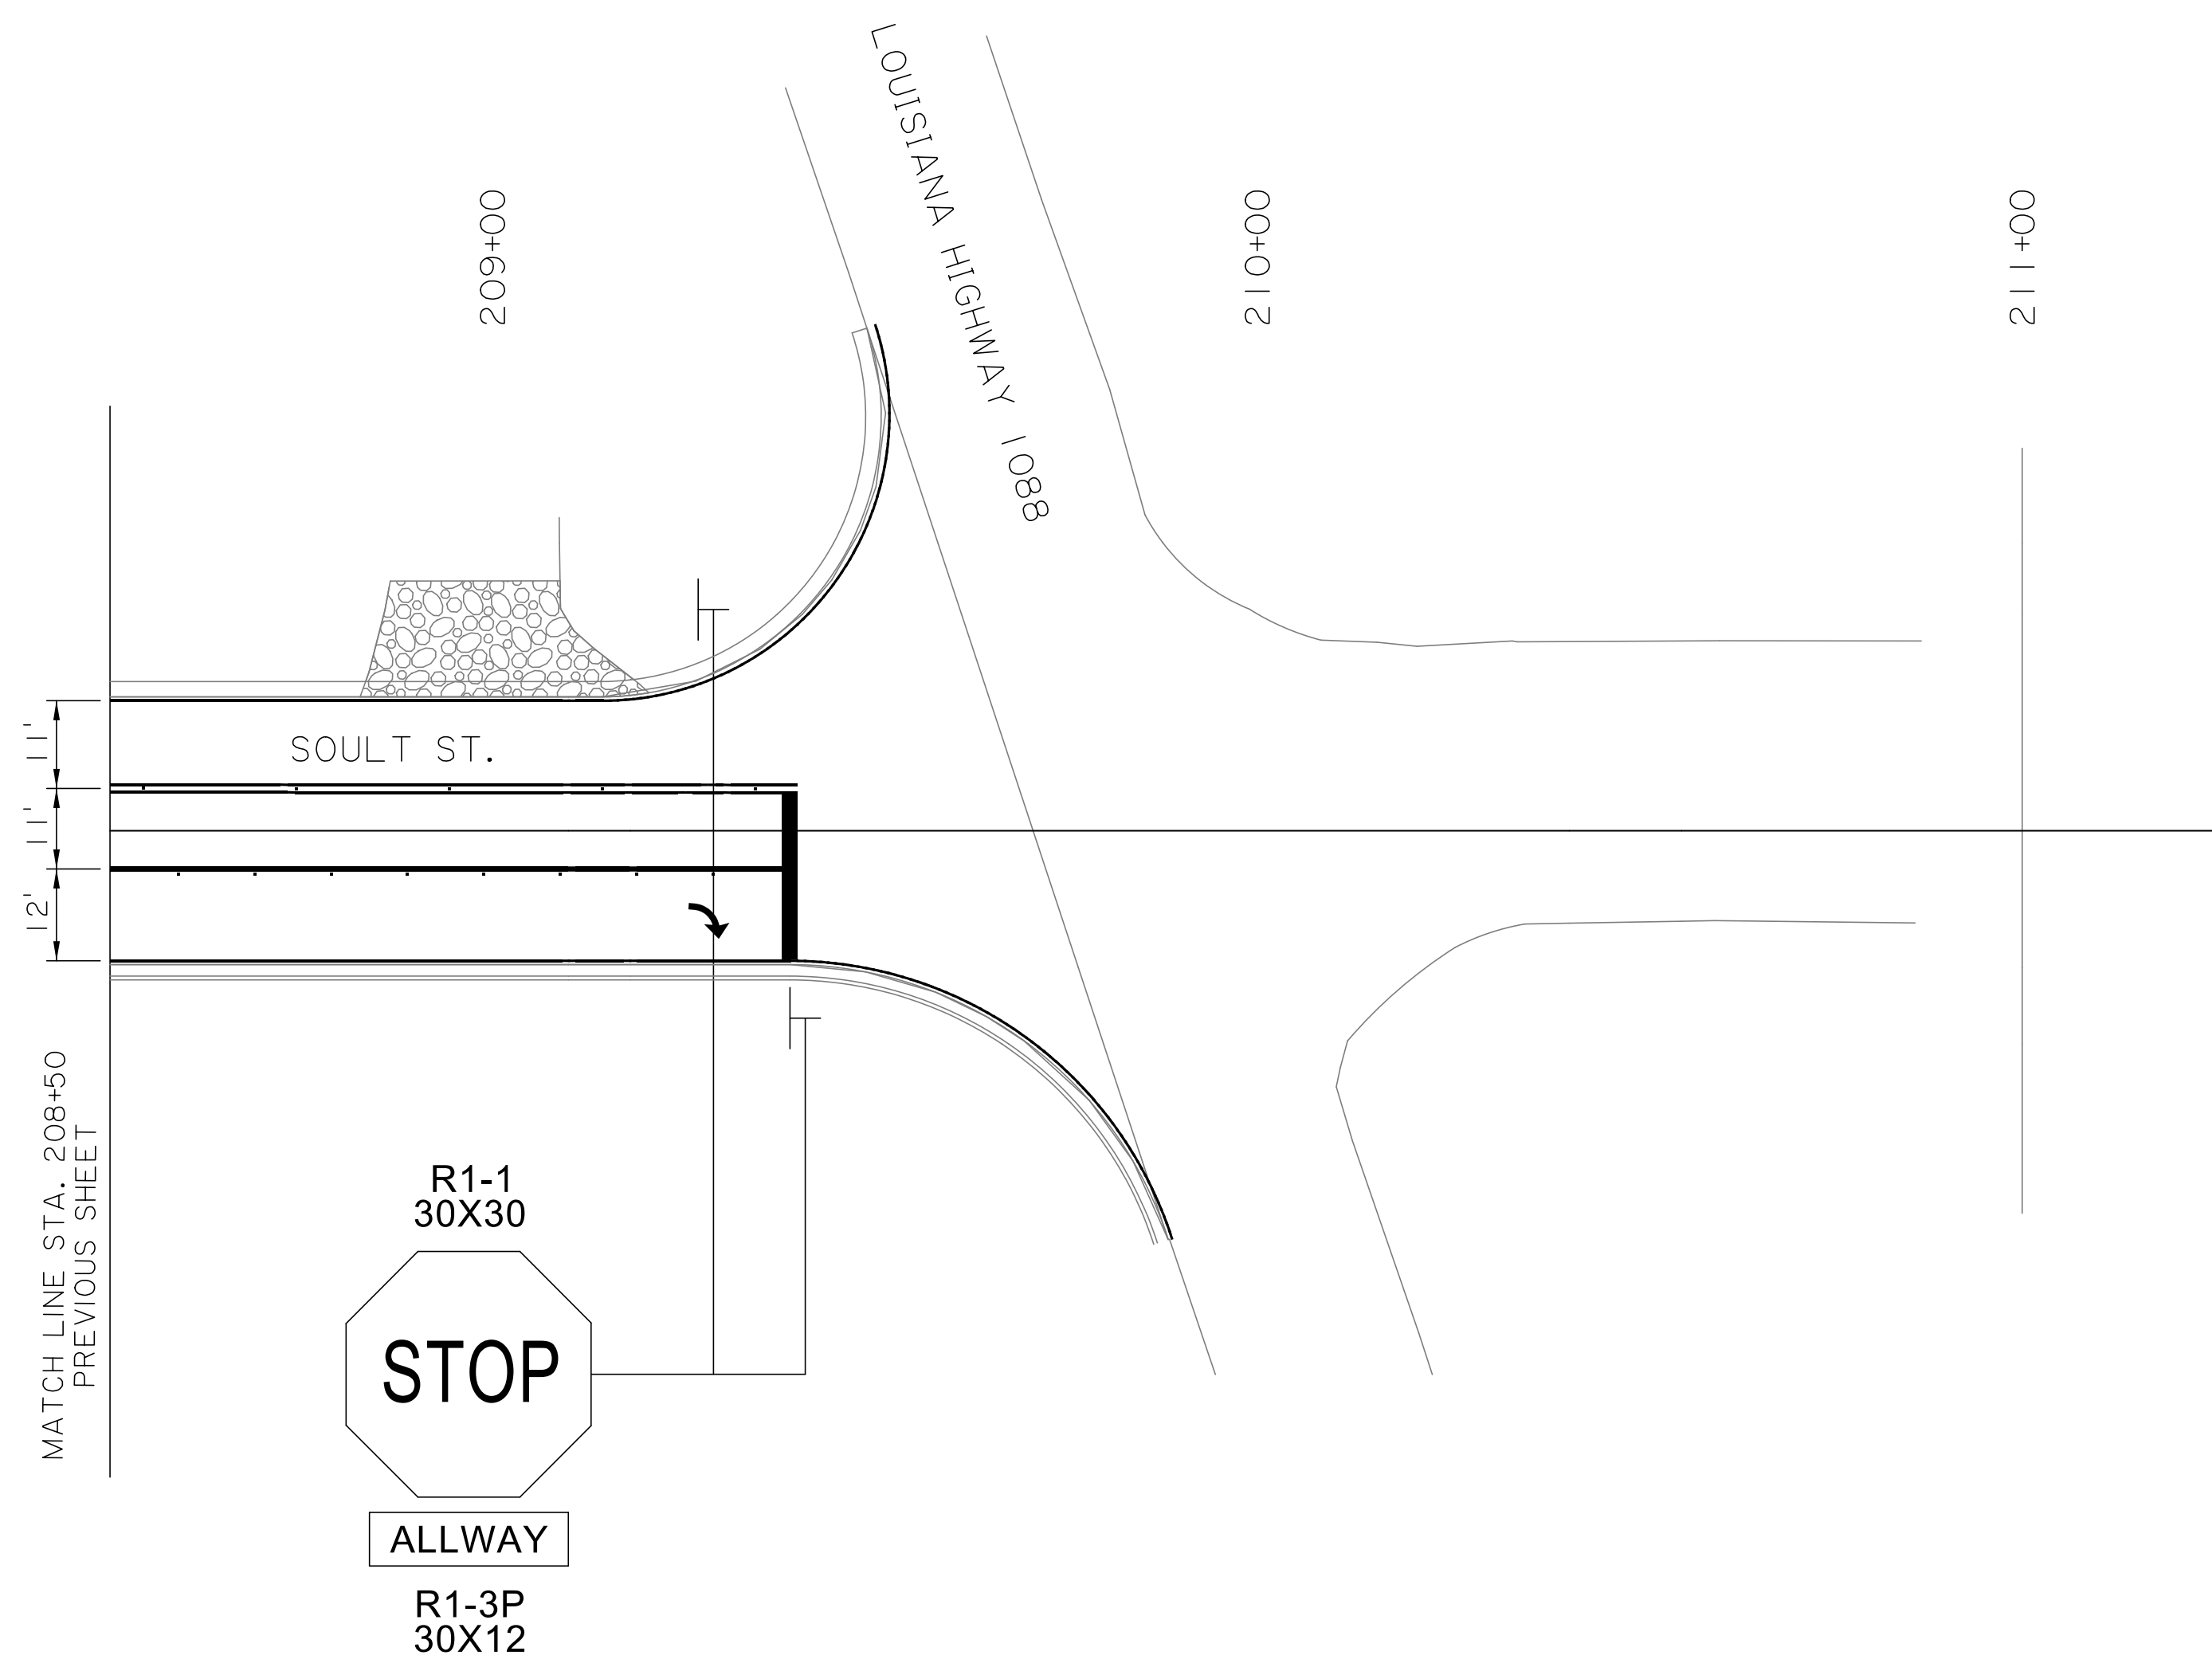 LOUISIANA HIGHWAY 1088
209+00
210+00
211+00
11'
11'
12'
SOULT ST.
MATCH LINE STA. 208+50
PREVIOUS SHEET
R1-1
30X30
STOP
ALLWAY
R1-3P
30X12